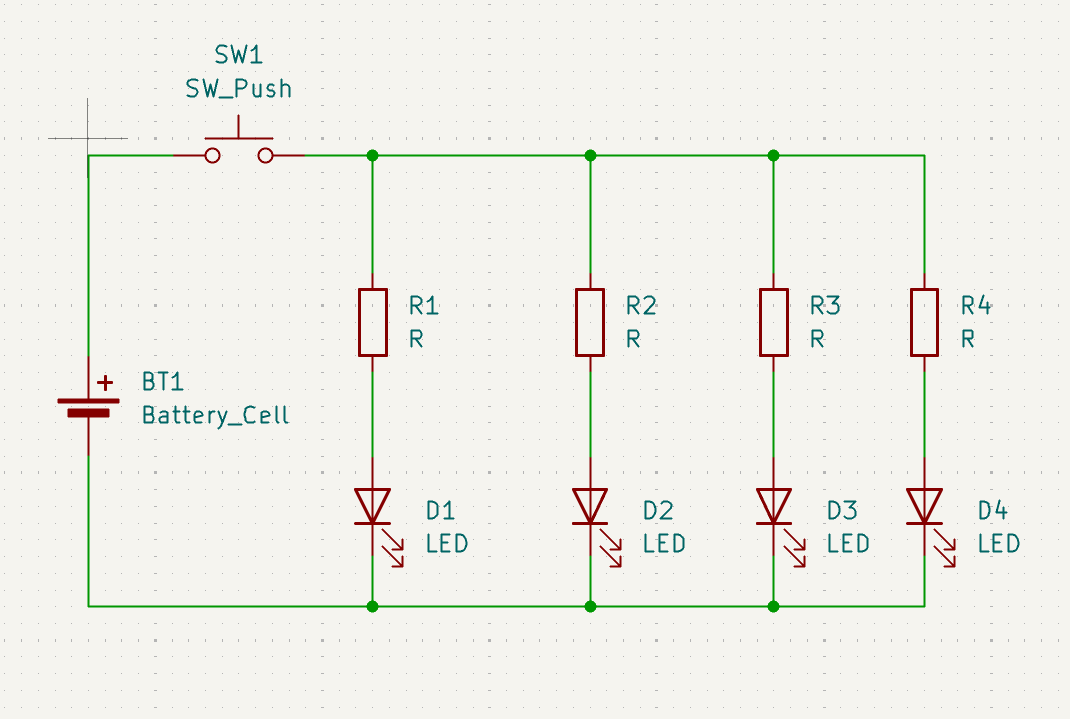 SW1
SW_Push
R1
R
R2
R
R3
R
R4
R
+
BT1
Battery_Cell
D1
LED
D2
LED
D3
LED
D4
LED